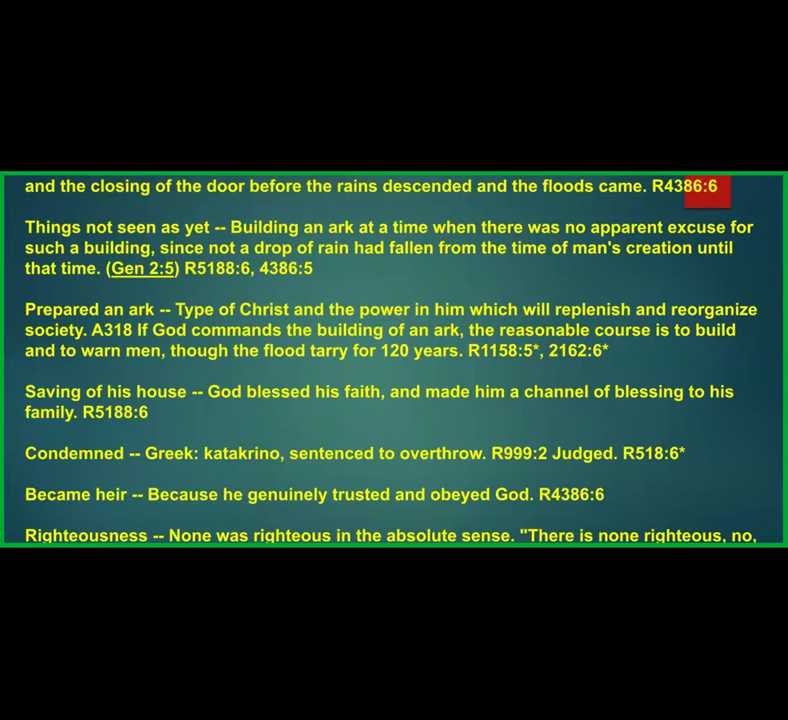 and the closing of the door before the rains descended and the floods came. R4386:6
Things not seen as yet -- Building an ark at a time when there was no apparent excuse for
such a building, since not a drop of rain had fallen from the time of man's creation until
that time. (Gen 2:5) R5188:6, 4386:5
Prepared an ark -- Type of Christ and the power in him which will replenish and reorganize
society. A318 If God commands the building of an ark, the reasonable course is to build
and to warn men, though the flood tarry for 120 years. R1158:5*, 2162:6*
Saving of his house -- God blessed his faith, and made him a channel of blessing to his
family. R5188:6
Condemned -- Greek: katakrino, sentenced to overthrow. R999:2 Judged. R518:6*
Became heir -- Because he genuinely trusted and obeyed God. R4386:6
Righteousness -- None was righteous in the absolute sense. "There is none righteous, no,